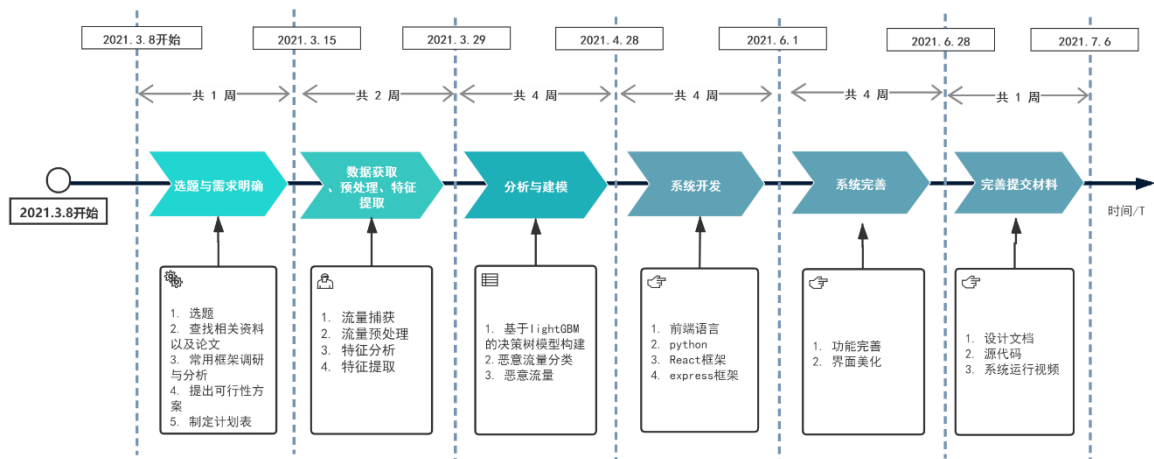 2021.3.8开始
2021.3.15
2021.3.29
2021.4.28
2021.6.1
2021.6.28
2021.7.6
共 1 周
共 2 周
共 4 周
共 4 周
共 4 周
共 1 周
选题与需求明确
数据获取
、预处理、特征
提取
分析与建模
系统开发
系统完善
完善提交材料
2021.3.8开始
时间/T
1. 选题
2. 查找相关资料
以及论文
3. 常用框架调研
与分析
4. 提出可行性方
案
5. 制定计划表
1. 流量捕获
2. 流量预处理
3. 特征分析
4. 特征提取
1. 基于lightGBM
的决策树模型构建
2. 恶意流量分类
3. 恶意流量
1. 前端语言
2. python
3. React框架
4. express框架
1. 功能完善
2. 界面美化
1. 设计文档
2. 源代码
3. 系统运行视频